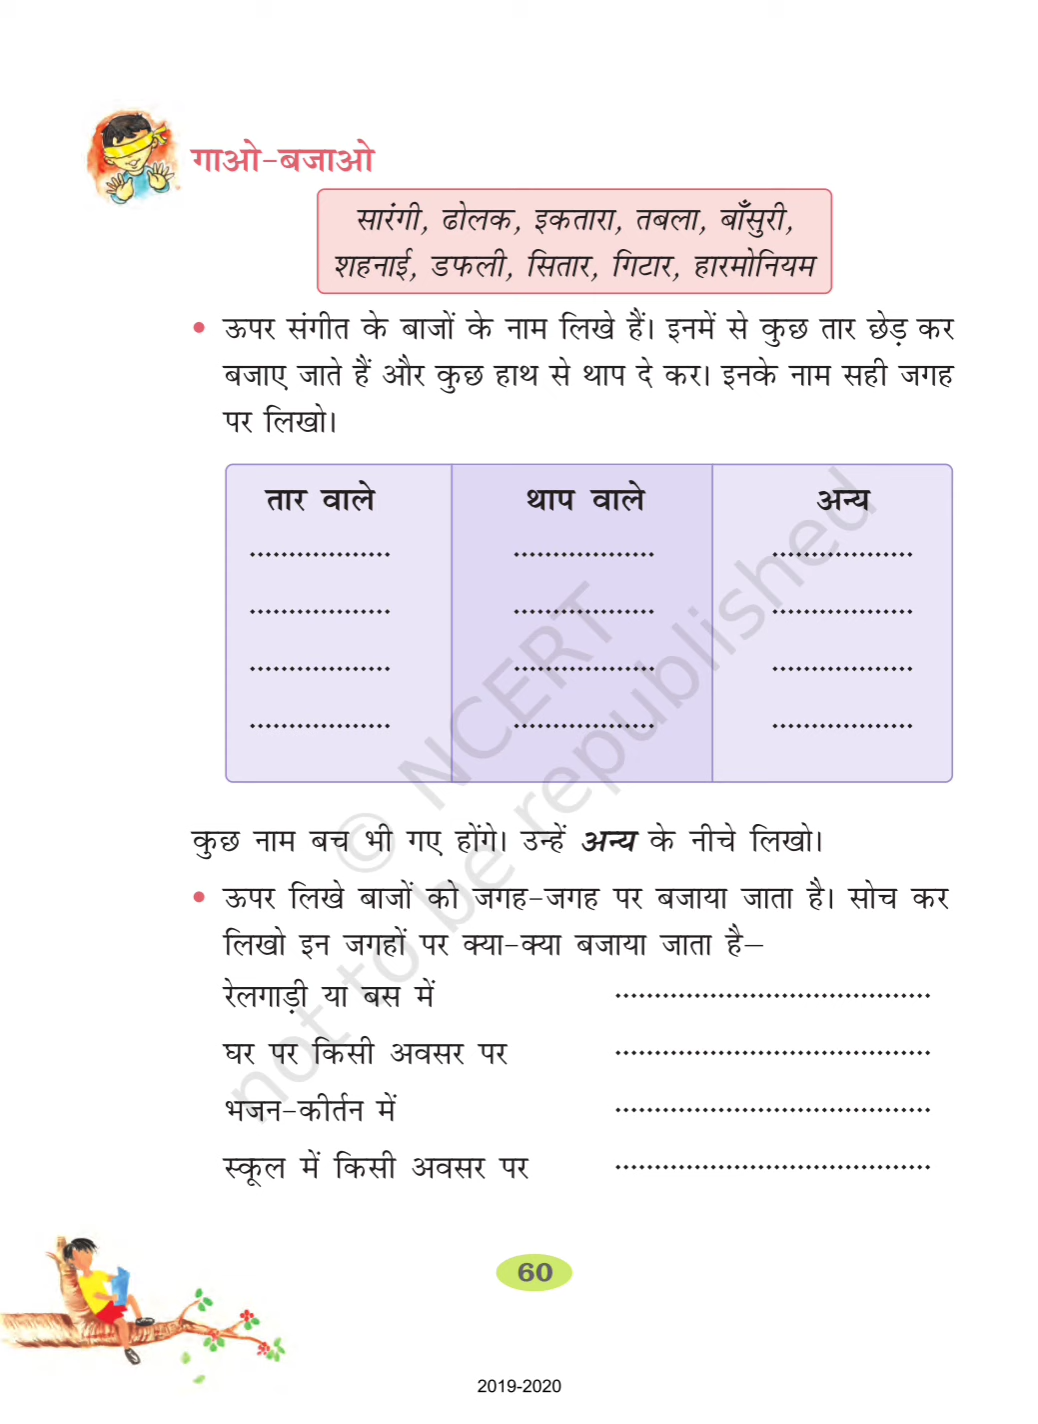 गाओ-बजाओ
सारंगी, ढोलक, इकतारा, तबला, बाँसुरी,
शहनाई, डफली, सितार, गिटार, हारमोनियम
• ऊपर संगीत के बाजों के नाम लिखे हैं। इनमें से कुछ तार छेड़ कर
बजाए जाते हैं और कुछ हाथ से थाप दे कर। इनके नाम सही जगह
पर लिखो।
तार वाले थाप वाले अन्य
.................. .................. ..................
.................. .................. ..................
.................. .................. ..................
.................. .................. ..................
कुछ नाम बच भी गए होंगे। उन्हें अन्य के नीचे लिखो।
• ऊपर लिखे बाजों को जगह-जगह पर बजाया जाता है। सोच कर
लिखो इन जगहों पर क्या-क्या बजाया जाता है—
रेलगाड़ी या बस में ........................................
घर पर किसी अवसर पर ........................................
भजन-कीर्तन में ........................................
स्कूल में किसी अवसर पर ........................................
© NCERT
not to be republished
60
2019-2020